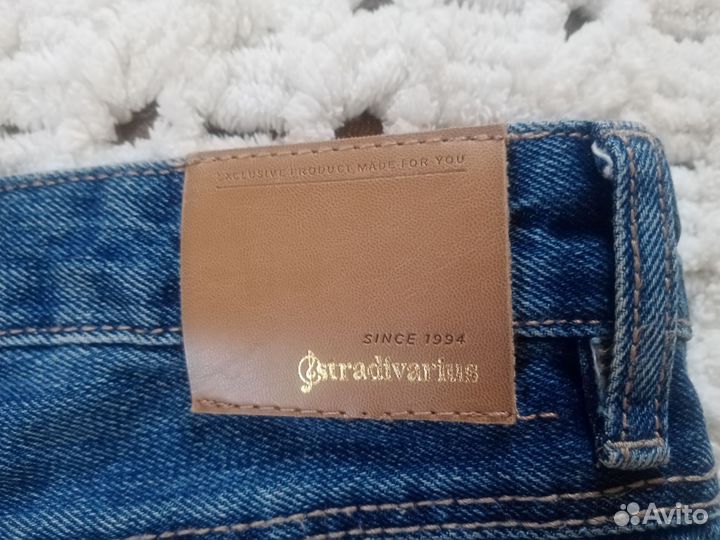 EXCLUSIVE PRODUCT MADE FOR YOU
SINCE 1994
stradivarius
Avito